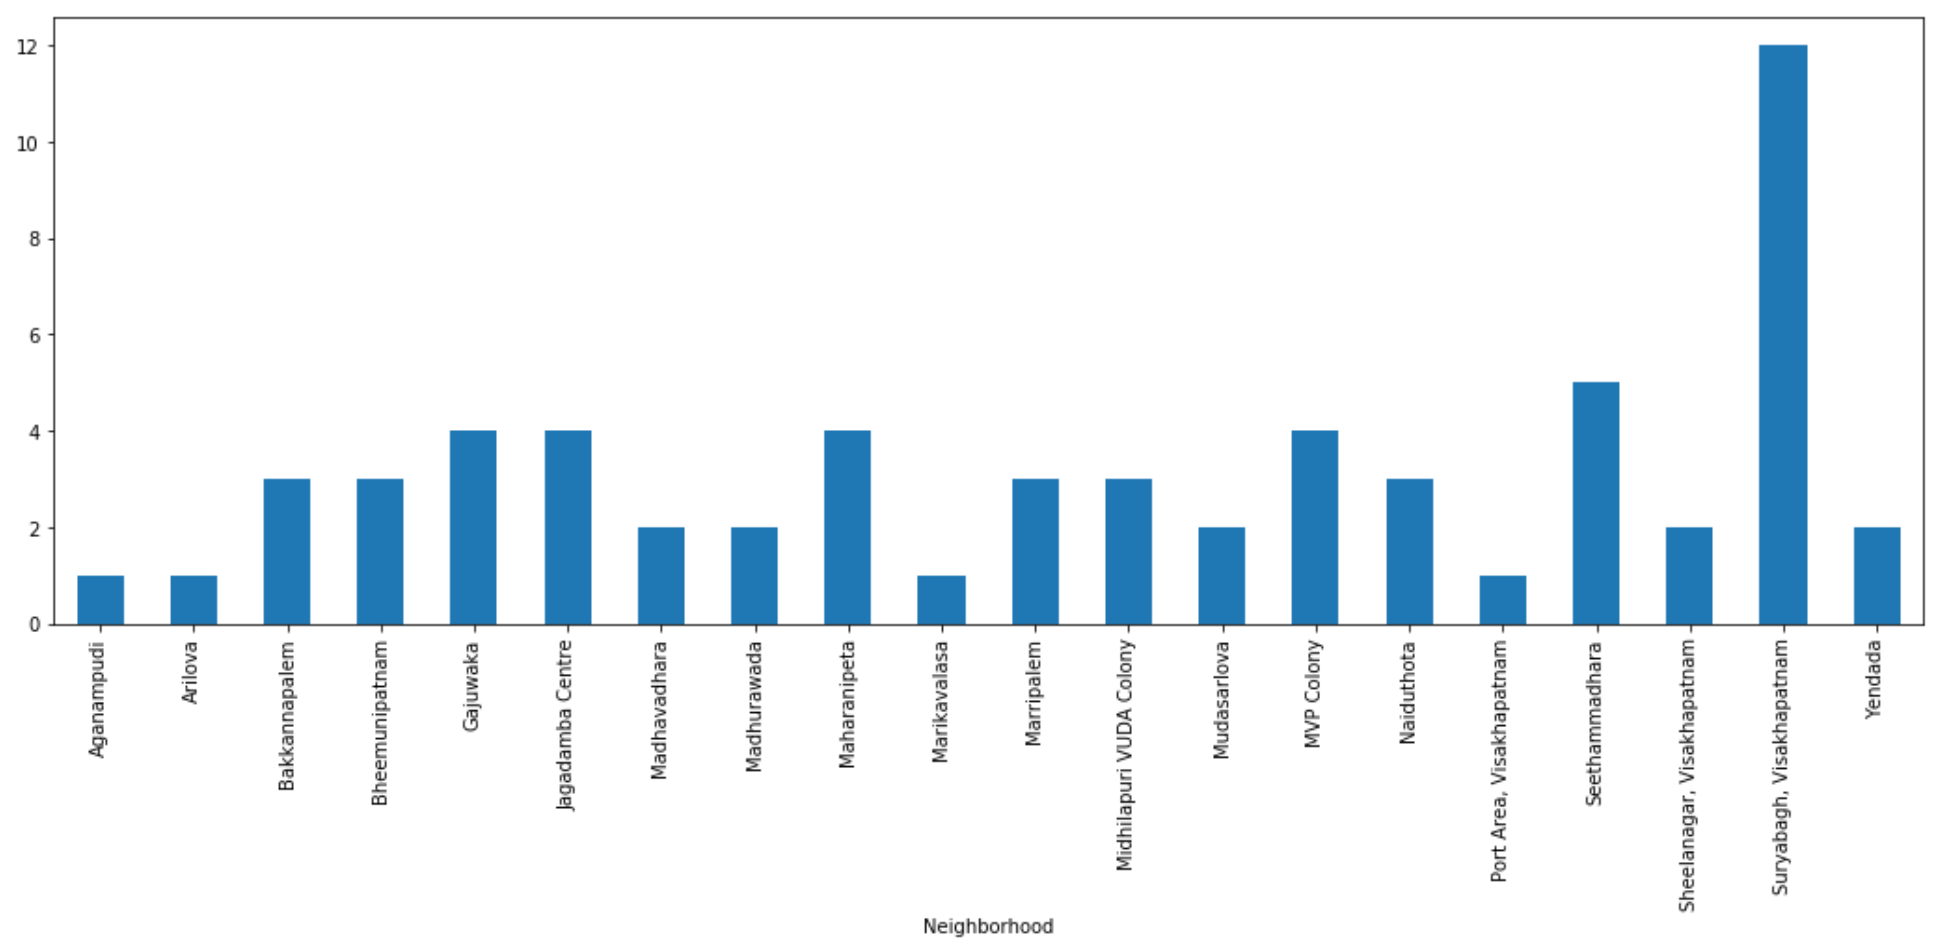 12
10
8
6
4
2
0
Aganampudi
Arilova
Bakkannapalem
Bheemunipatnam
Gajuwaka
Jagadamba Centre
Madhavadhara
Madhurawada
Maharanipeta
Marikavalasa
Marripalem
Midhilapuri VUDA Colony
Mudasarlova
MVP Colony
Naiduthota
Port Area, Visakhapatnam
Seethammadhara
Sheelanagar, Visakhapatnam
Suryabagh, Visakhapatnam
Yendada
Neighborhood